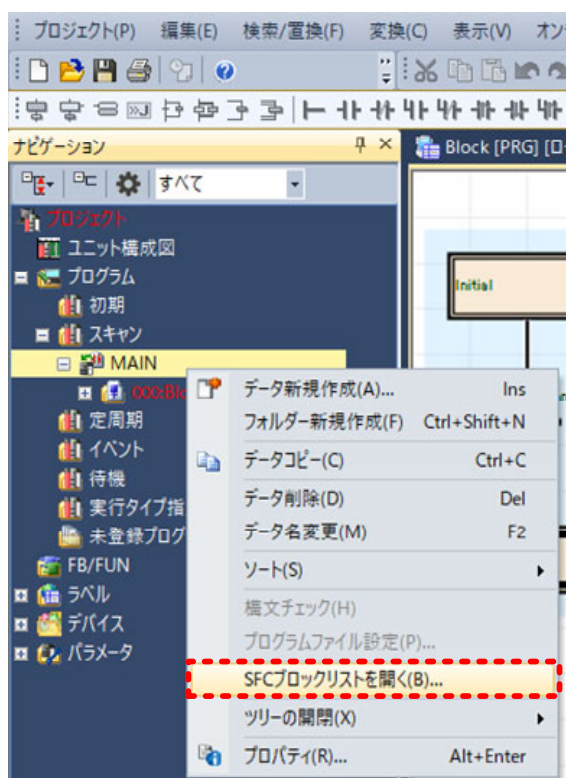 プロジェクト(P) 編集(E) 検索/置換(F) 変換(C) 表示(V) オン
ナビゲーション
Block [PRG] [ロー
すべて
プロジェクト
ユニット構成図
プログラム
初期
スキャン
MAIN
000:Blo
定周期
イベント
待機
実行タイプ指
未登録プログ
FB/FUN
ラベル
デバイス
パラメータ
Initial
データ新規作成(A)... Ins
フォルダー新規作成(F) Ctrl+Shift+N
データコピー(C) Ctrl+C
データ削除(D) Del
データ名変更(M) F2
ソート(S)
構文チェック(H)
プログラムファイル設定(P)...
SFCブロックリストを開く(B)...
ツリーの開閉(X)
プロパティ(R)... Alt+Enter